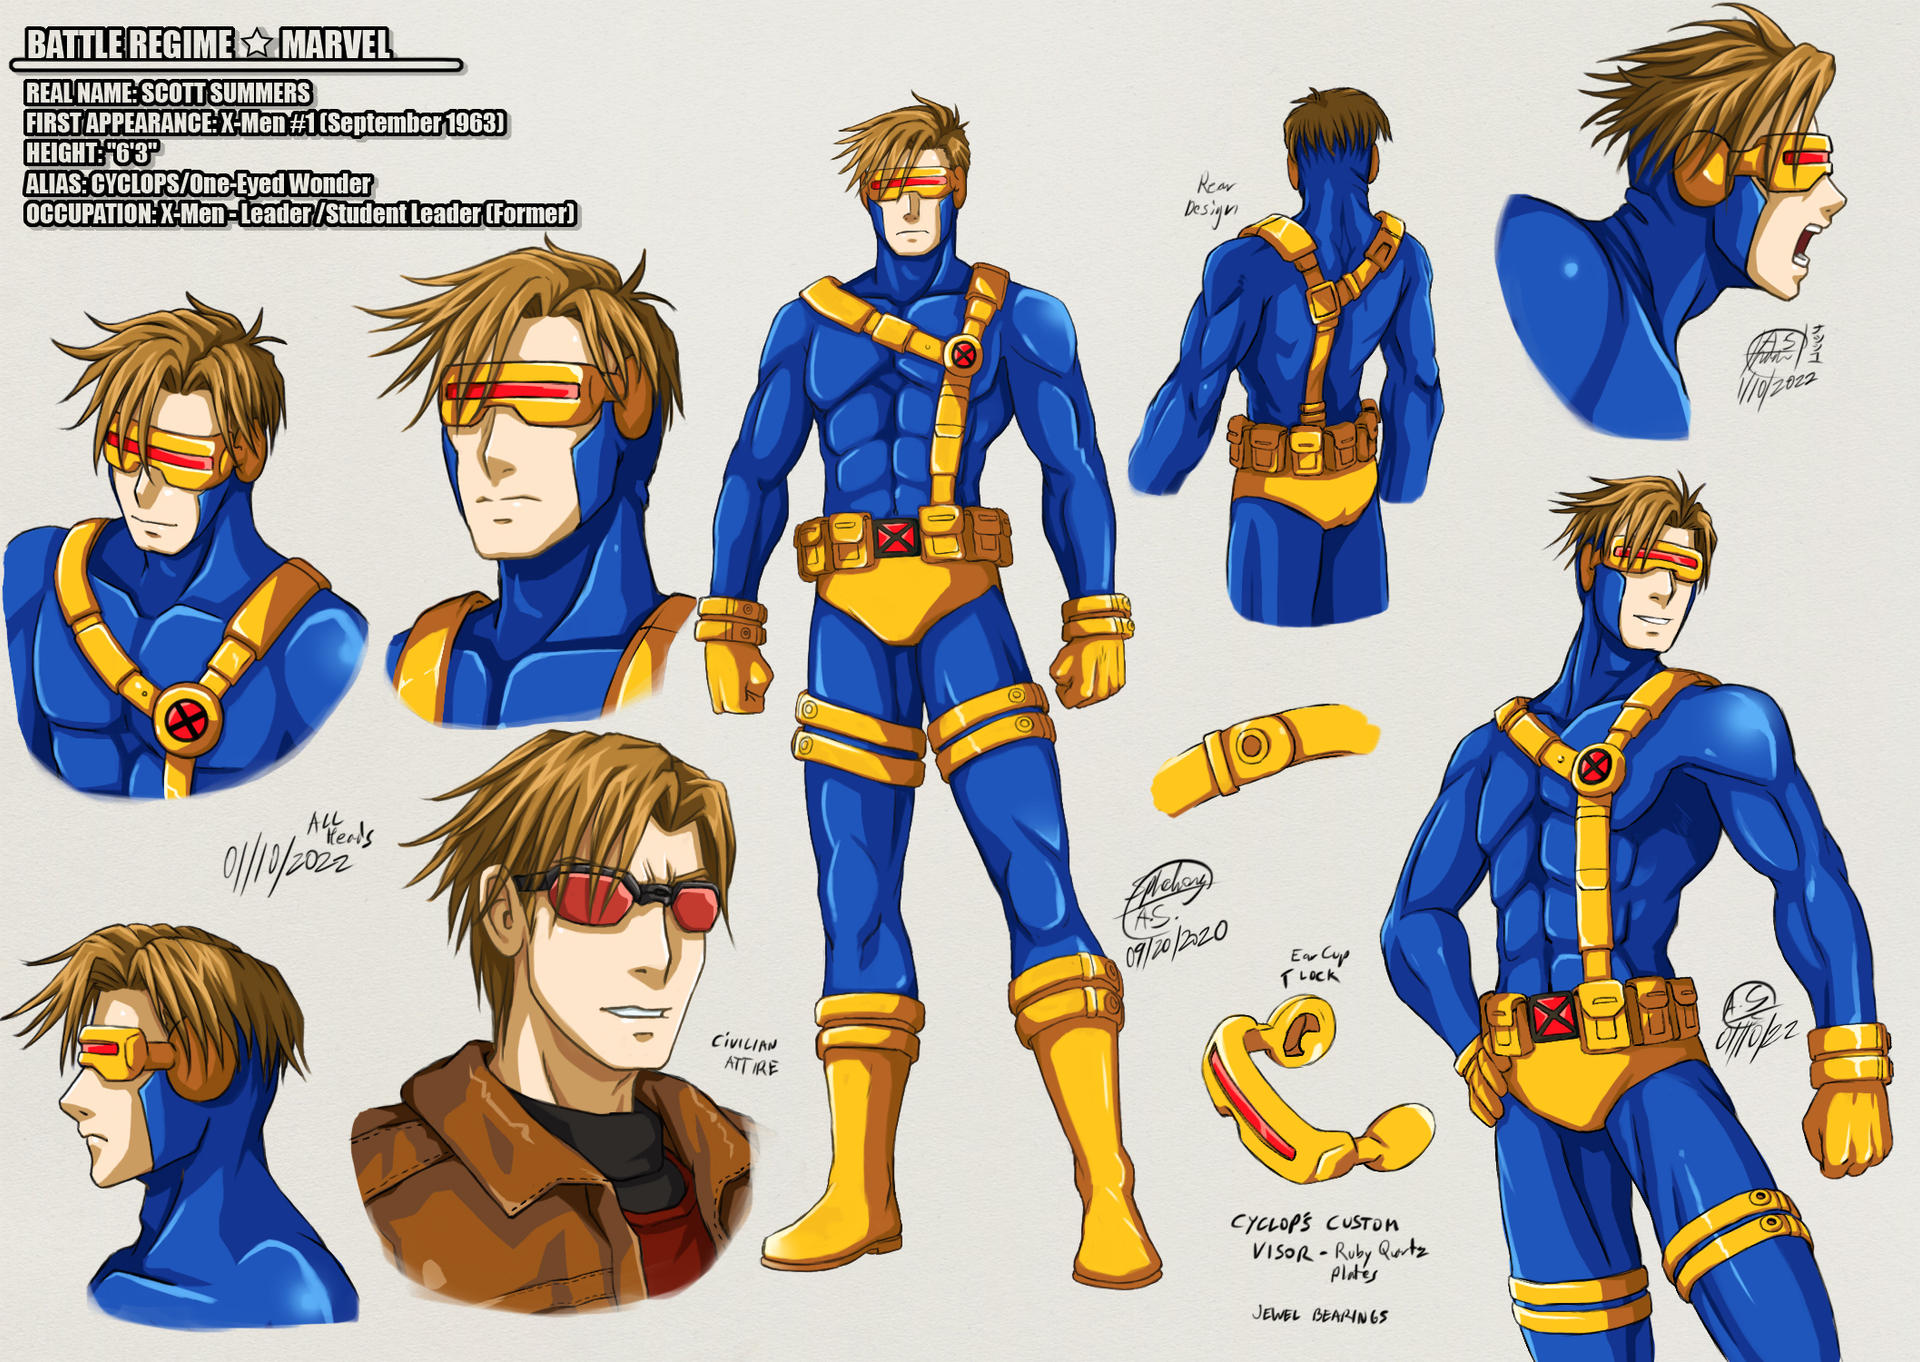 BATTLE REGIME ☆ MARVEL
REAL NAME: SCOTT SUMMERS
FIRST APPEARANCE: X-Men #1 (September 1963)
HEIGHT: "6'3"
ALIAS: CYCLOPS/One-Eyed Wonder
OCCUPATION: X-Men - Leader /Student Leader (Former)
Rear
Design
A.S
1/10/2022
ALL
Heads
01/10/2022
CiViLIAN
ATTIRE
A.S.
09/20/2020
Ear Cup
T LOCK
A.S
01/10/22
CYCLOP'S CUSTOM
VISOR - Ruby Quartz
Plates
JEWEL BEARINGS